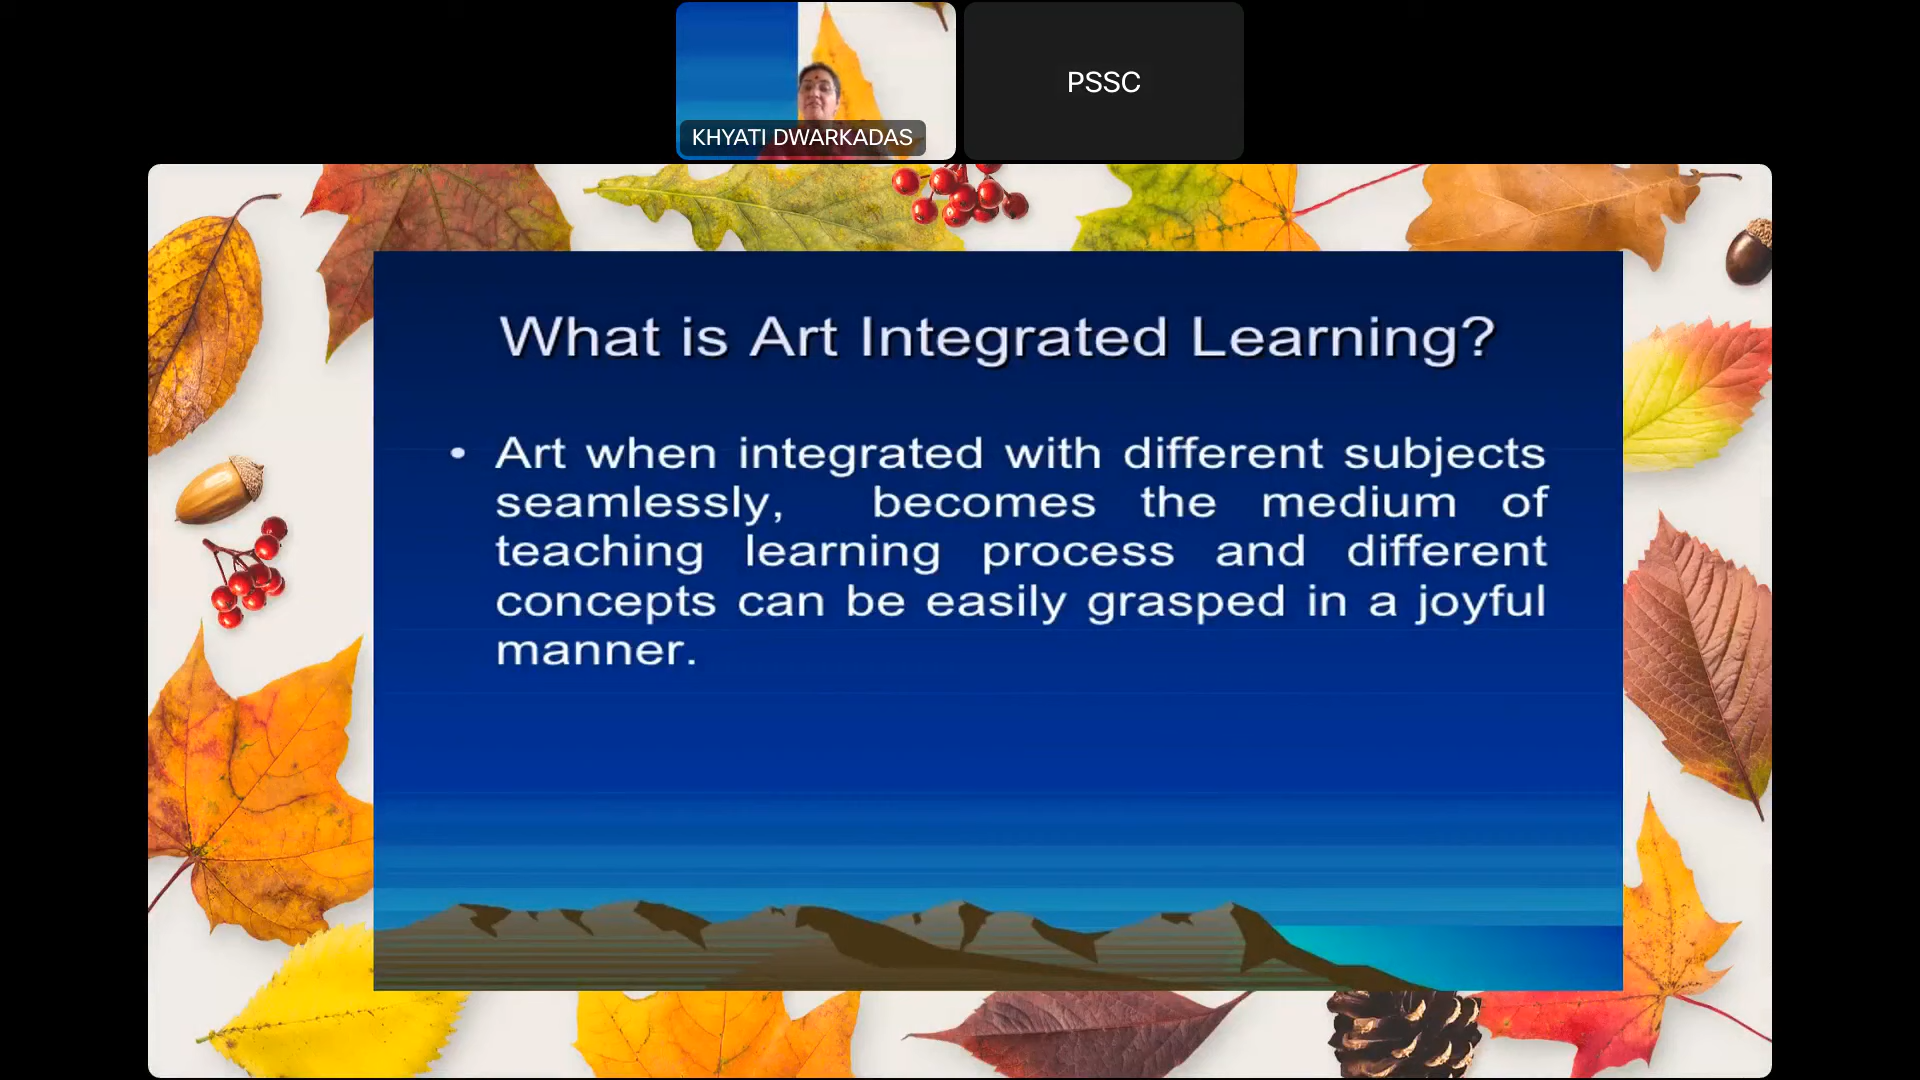 KHYATI DWARKADAS
PSSC
What is Art Integrated Learning?
• Art when integrated with different subjects
seamlessly, becomes the medium of
teaching learning process and different
concepts can be easily grasped in a joyful
manner.